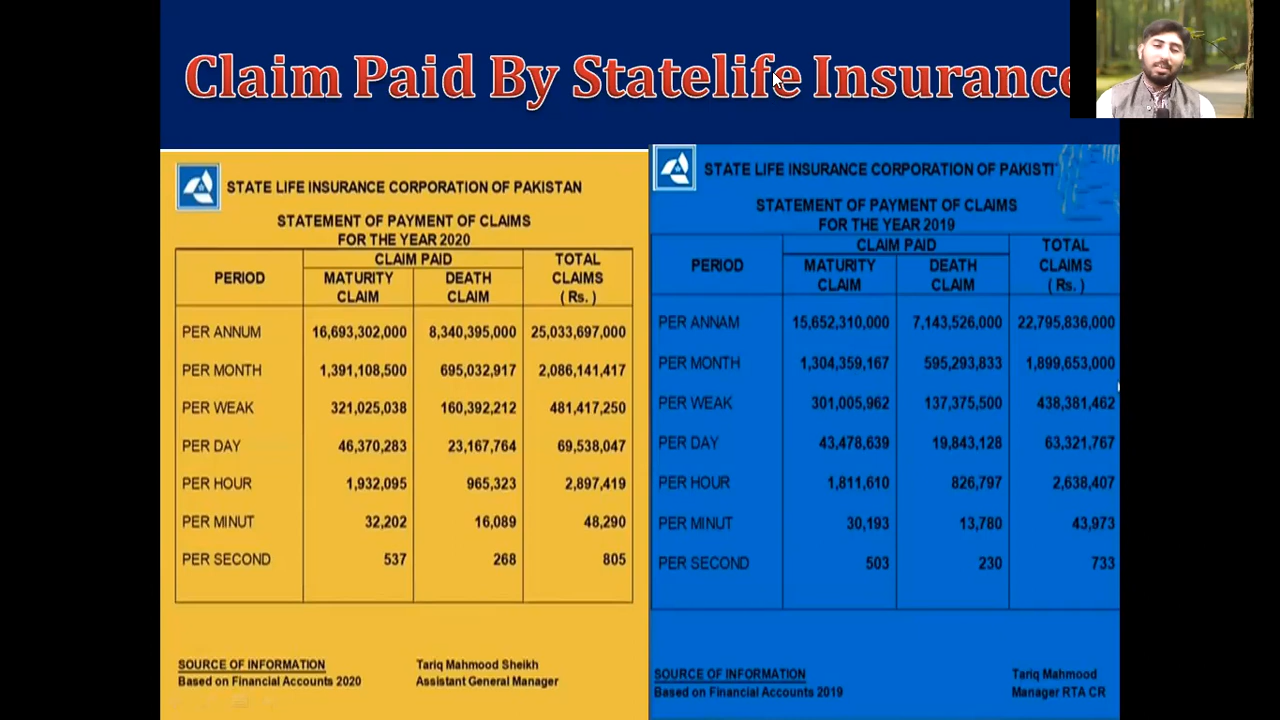 Claim Paid By Statelife Insurance
STATE LIFE INSURANCE CORPORATION OF PAKISTAN
STATEMENT OF PAYMENT OF CLAIMS
FOR THE YEAR 2020
PERIOD CLAIM PAID TOTAL CLAIMS ( Rs. )
MATURITY CLAIM DEATH CLAIM
PER ANNUM 16,693,302,000 8,340,395,000 25,033,697,000
PER MONTH 1,391,108,500 695,032,917 2,086,141,417
PER WEAK 321,025,038 160,392,212 481,417,250
PER DAY 46,370,283 23,167,764 69,538,047
PER HOUR 1,932,095 965,323 2,897,419
PER MINUT 32,202 16,089 48,290
PER SECOND 537 268 805
SOURCE OF INFORMATION Tariq Mahmood Sheikh
Based on Financial Accounts 2020 Assistant General Manager
STATE LIFE INSURANCE CORPORATION OF PAKIST
STATEMENT OF PAYMENT OF CLAIMS
FOR THE YEAR 2019
PERIOD CLAIM PAID TOTAL CLAIMS ( Rs. )
MATURITY CLAIM DEATH CLAIM
PER ANNAM 15,652,310,000 7,143,526,000 22,795,836,000
PER MONTH 1,304,359,167 595,293,833 1,899,653,000
PER WEAK 301,005,962 137,375,500 438,381,462
PER DAY 43,478,639 19,843,128 63,321,767
PER HOUR 1,811,610 826,797 2,638,407
PER MINUT 30,193 13,780 43,973
PER SECOND 503 230 733
SOURCE OF INFORMATION Tariq Mahmood
Based on Financial Accounts 2019 Manager RTA CR